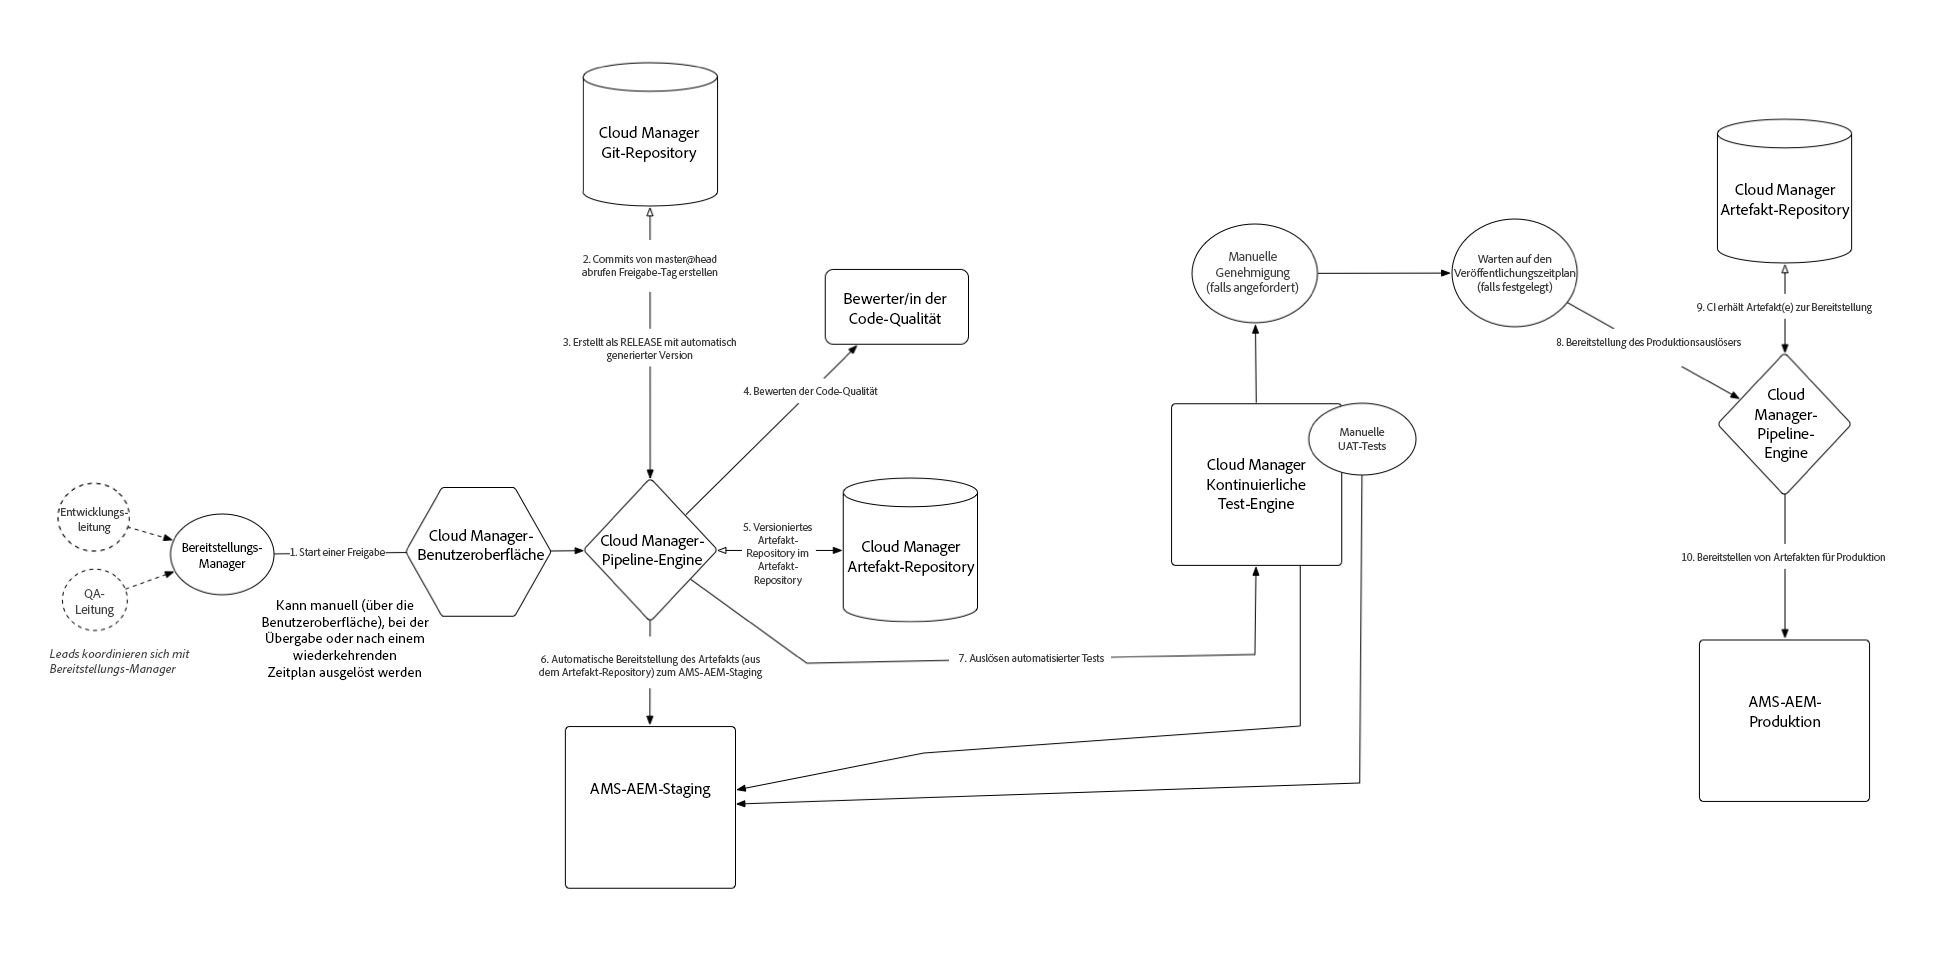 Cloud Manager
Git-Repository
2. Commits von master@head
abrufen Freigabe-Tag erstellen
3. Erstellt als RELEASE mit automatisch
generierter Version
Bewerter/in der
Code-Qualität
4. Bewerten der Code-Qualität
Entwicklungs-
leitung
QA-
Leitung
Leads koordinieren sich mit
Bereitstellungs-Manager
Bereitstellungs-
Manager
1. Start einer Freigabe
Kann manuell (über die
Benutzeroberfläche), bei der
Übergabe oder nach einem
wiederkehrenden
Zeitplan ausgelöst werden
Cloud Manager-
Benutzeroberfläche
Cloud Manager-
Pipeline-Engine
5. Versioniertes
Artefakt-
Repository im
Artefakt-
Repository
Cloud Manager
Artefakt-Repository
6. Automatische Bereitstellung des Artefakts (aus
dem Artefakt-Repository) zum AMS-AEM-Staging
7. Auslösen automatisierter Tests
AMS-AEM-Staging
Manuelle
Genehmigung
(falls angefordert)
Warten auf den
Veröffentlichungszeitplan
(falls festgelegt)
Manuelle
UAT-Tests
Cloud Manager
Kontinuierliche
Test-Engine
8. Bereitstellung des Produktionsauslösers
Cloud Manager
Artefakt-Repository
9. CI erhält Artefakt(e) zur Bereitstellung
Cloud
Manager-
Pipeline-
Engine
10. Bereitstellen von Artefakten für Produktion
AMS-AEM-
Produktion